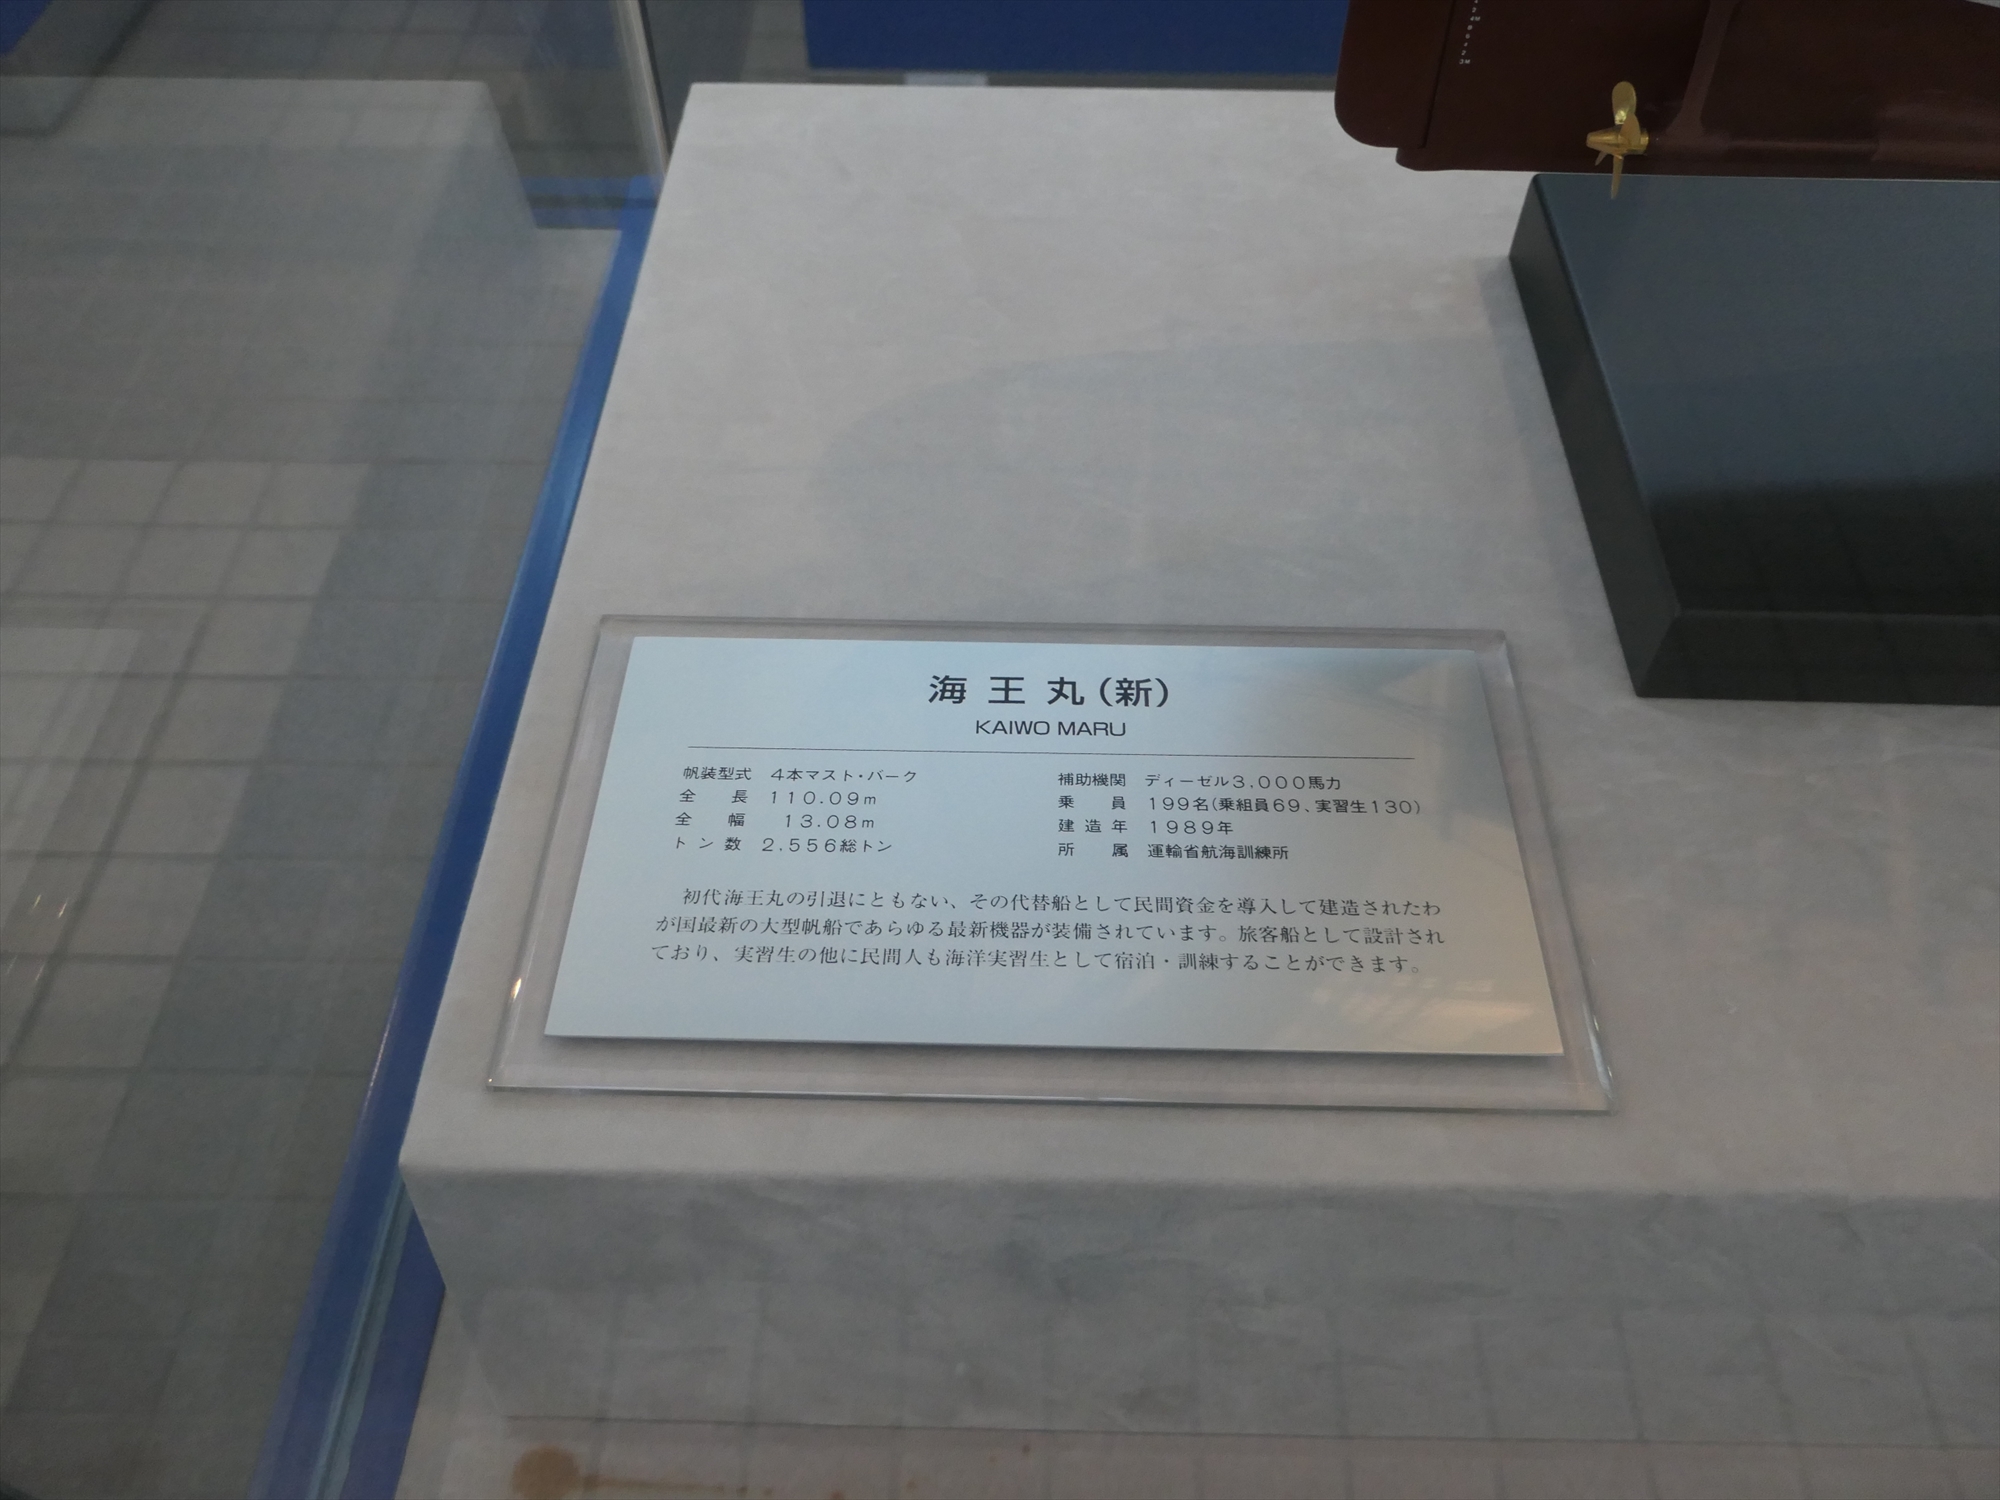 海王丸（新）
KAIWO MARU
帆装型式　4本マスト・バーク
全長　110.09m
全幅　13.08m
トン数　2,556総トン
補助機関　ディーゼル3,000馬力
乗員　199名（乗組員69、実習生130）
建造年　1989年
所属　運輸省航海訓練所
初代海王丸の引退にともない、その代替船として民間資金を導入して建造されたわ
が国最新の大型帆船であらゆる最新機器が装備されています。旅客船として設計され
ており、実習生の他に民間人も海洋実習生として宿泊・訓練することができます。